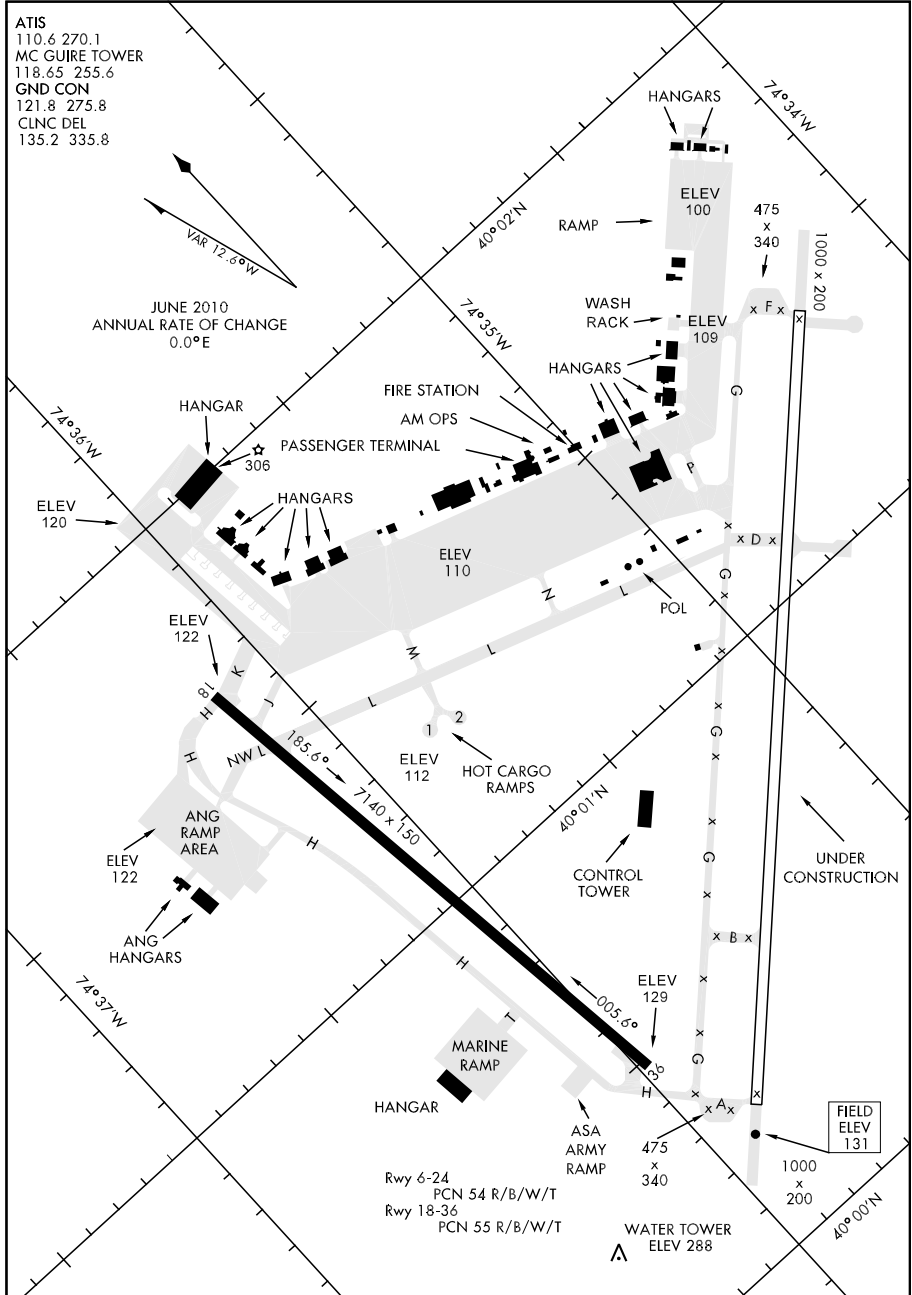 ATIS
110.6 270.1
MC GUIRE TOWER
118.65 255.6
GND CON
121.8 275.8
CLNC DEL
135.2 335.8
VAR 12.6°W
JUNE 2010
ANNUAL RATE OF CHANGE
0.0°E
74°34'W
HANGARS
ELEV
100
RAMP
475
x
340
1000 x 200
40°02'N
74°35'W
WASH
RACK
ELEV
109
x F x
x
HANGARS
G
FIRE STATION
AM OPS
HANGAR
PASSENGER TERMINAL
306
74°36'W
HANGARS
P
ELEV
120
ELEV
110
x
x D x
G
x
N
L
POL
ELEV
122
K
M
L
x
18
J
H
L
G
NW L
1
2
x
H
185.6°
ELEV
112
HOT CARGO
RAMPS
7140 x 150
40°01'N
ANG
RAMP
AREA
H
x
ELEV
122
CONTROL
TOWER
G
UNDER
CONSTRUCTION
x
ANG
HANGARS
x B x
H
x
74°37'W
005.6°
ELEV
129
T
x
MARINE
RAMP
G
36
x
H
x
x A x
HANGAR
FIELD
ELEV
131
ASA
ARMY
RAMP
475
x
340
1000
x
200
Rwy 6-24
PCN 54 R/B/W/T
Rwy 18-36
PCN 55 R/B/W/T
40°00'N
WATER TOWER
ELEV 288